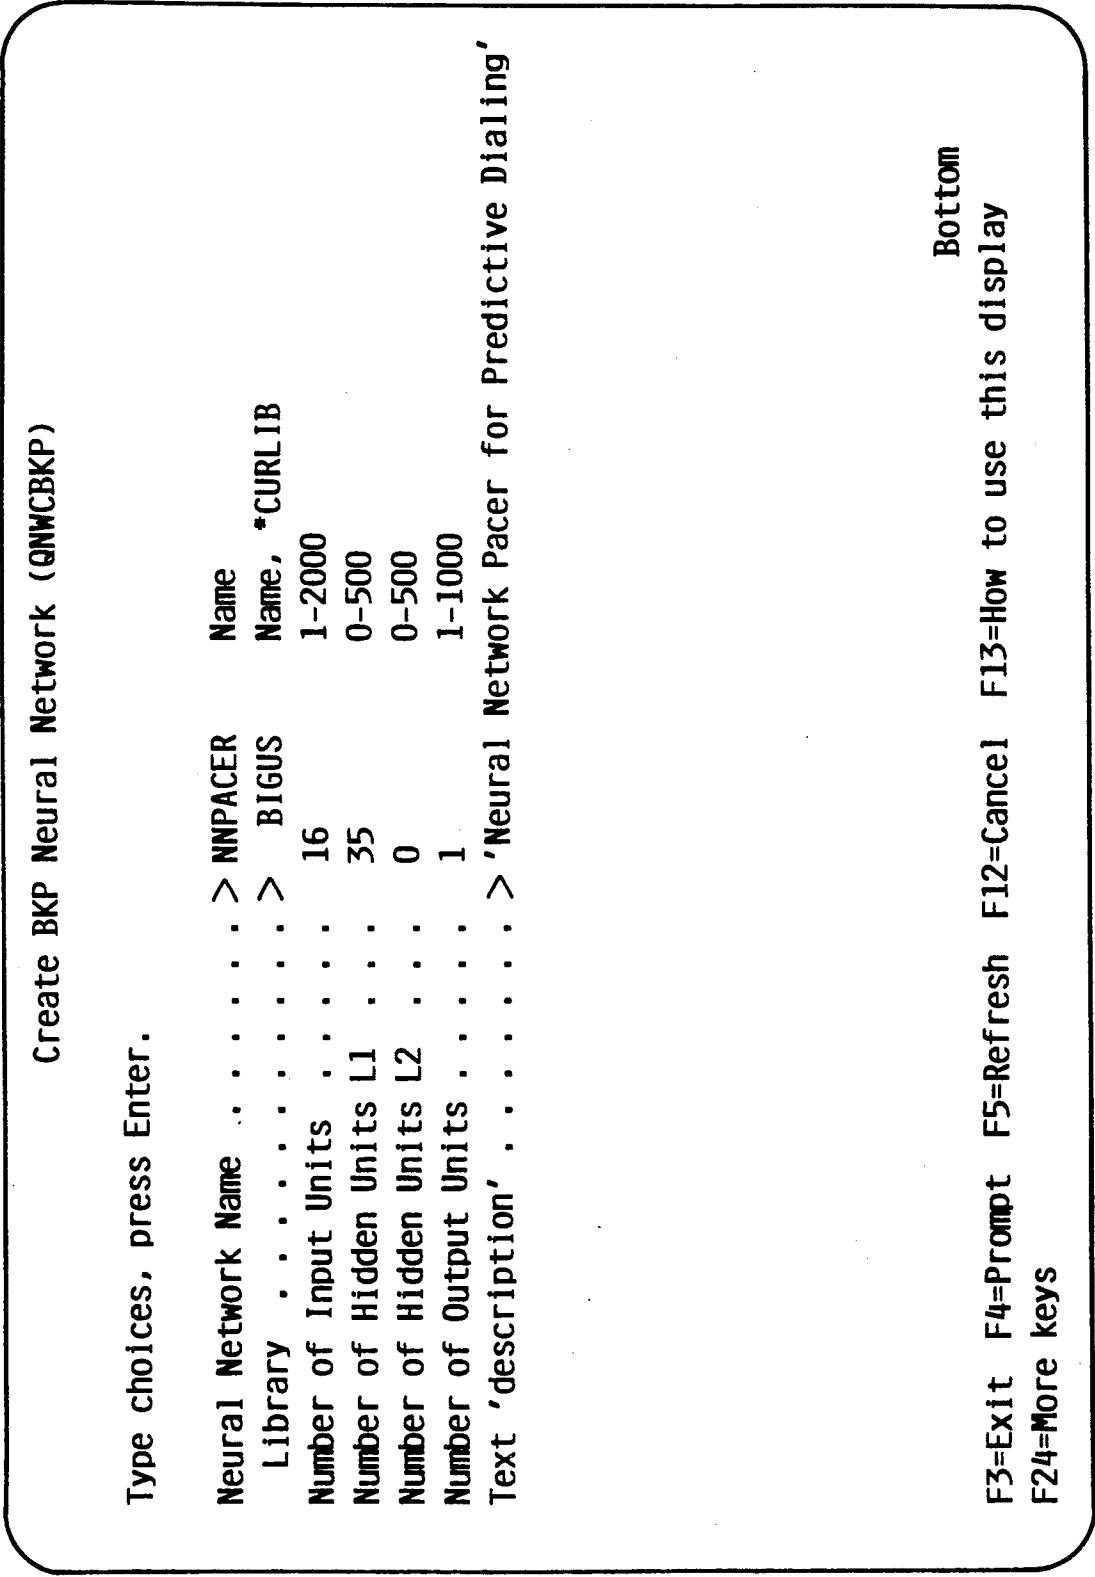 Create BKP Neural Network (QNWCBKP)
Type choices, press Enter.
Neural Network Name . . . . . . > NNPACER Name
Library . . . . . . . . . . . > BIGUS Name, *CURLIB
Number of Input Units . . . . . 16 1-2000
Number of Hidden Units L1 . . . 35 0-500
Number of Hidden Units L2 . . . 0 0-500
Number of Output Units . . . . . 1 1-1000
Text 'description' . . . . . . . > 'Neural Network Pacer for Predictive Dialing'
Bottom
F3=Exit F4=Prompt F5=Refresh F12=Cancel F13=How to use this display
F24=More keys